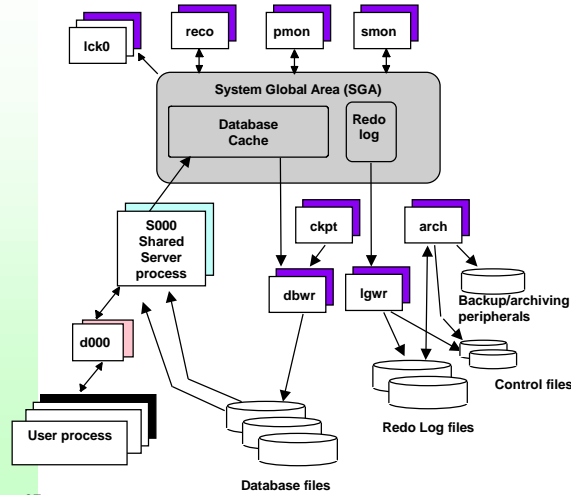 lck0
reco
pmon
smon
System Global Area (SGA)
Database
Cache
Redo
log
S000
Shared
Server
process
ckpt
arch
dbwr
lgwr
Backup/archiving
peripherals
d000
Control files
User process
Redo Log files
Database files